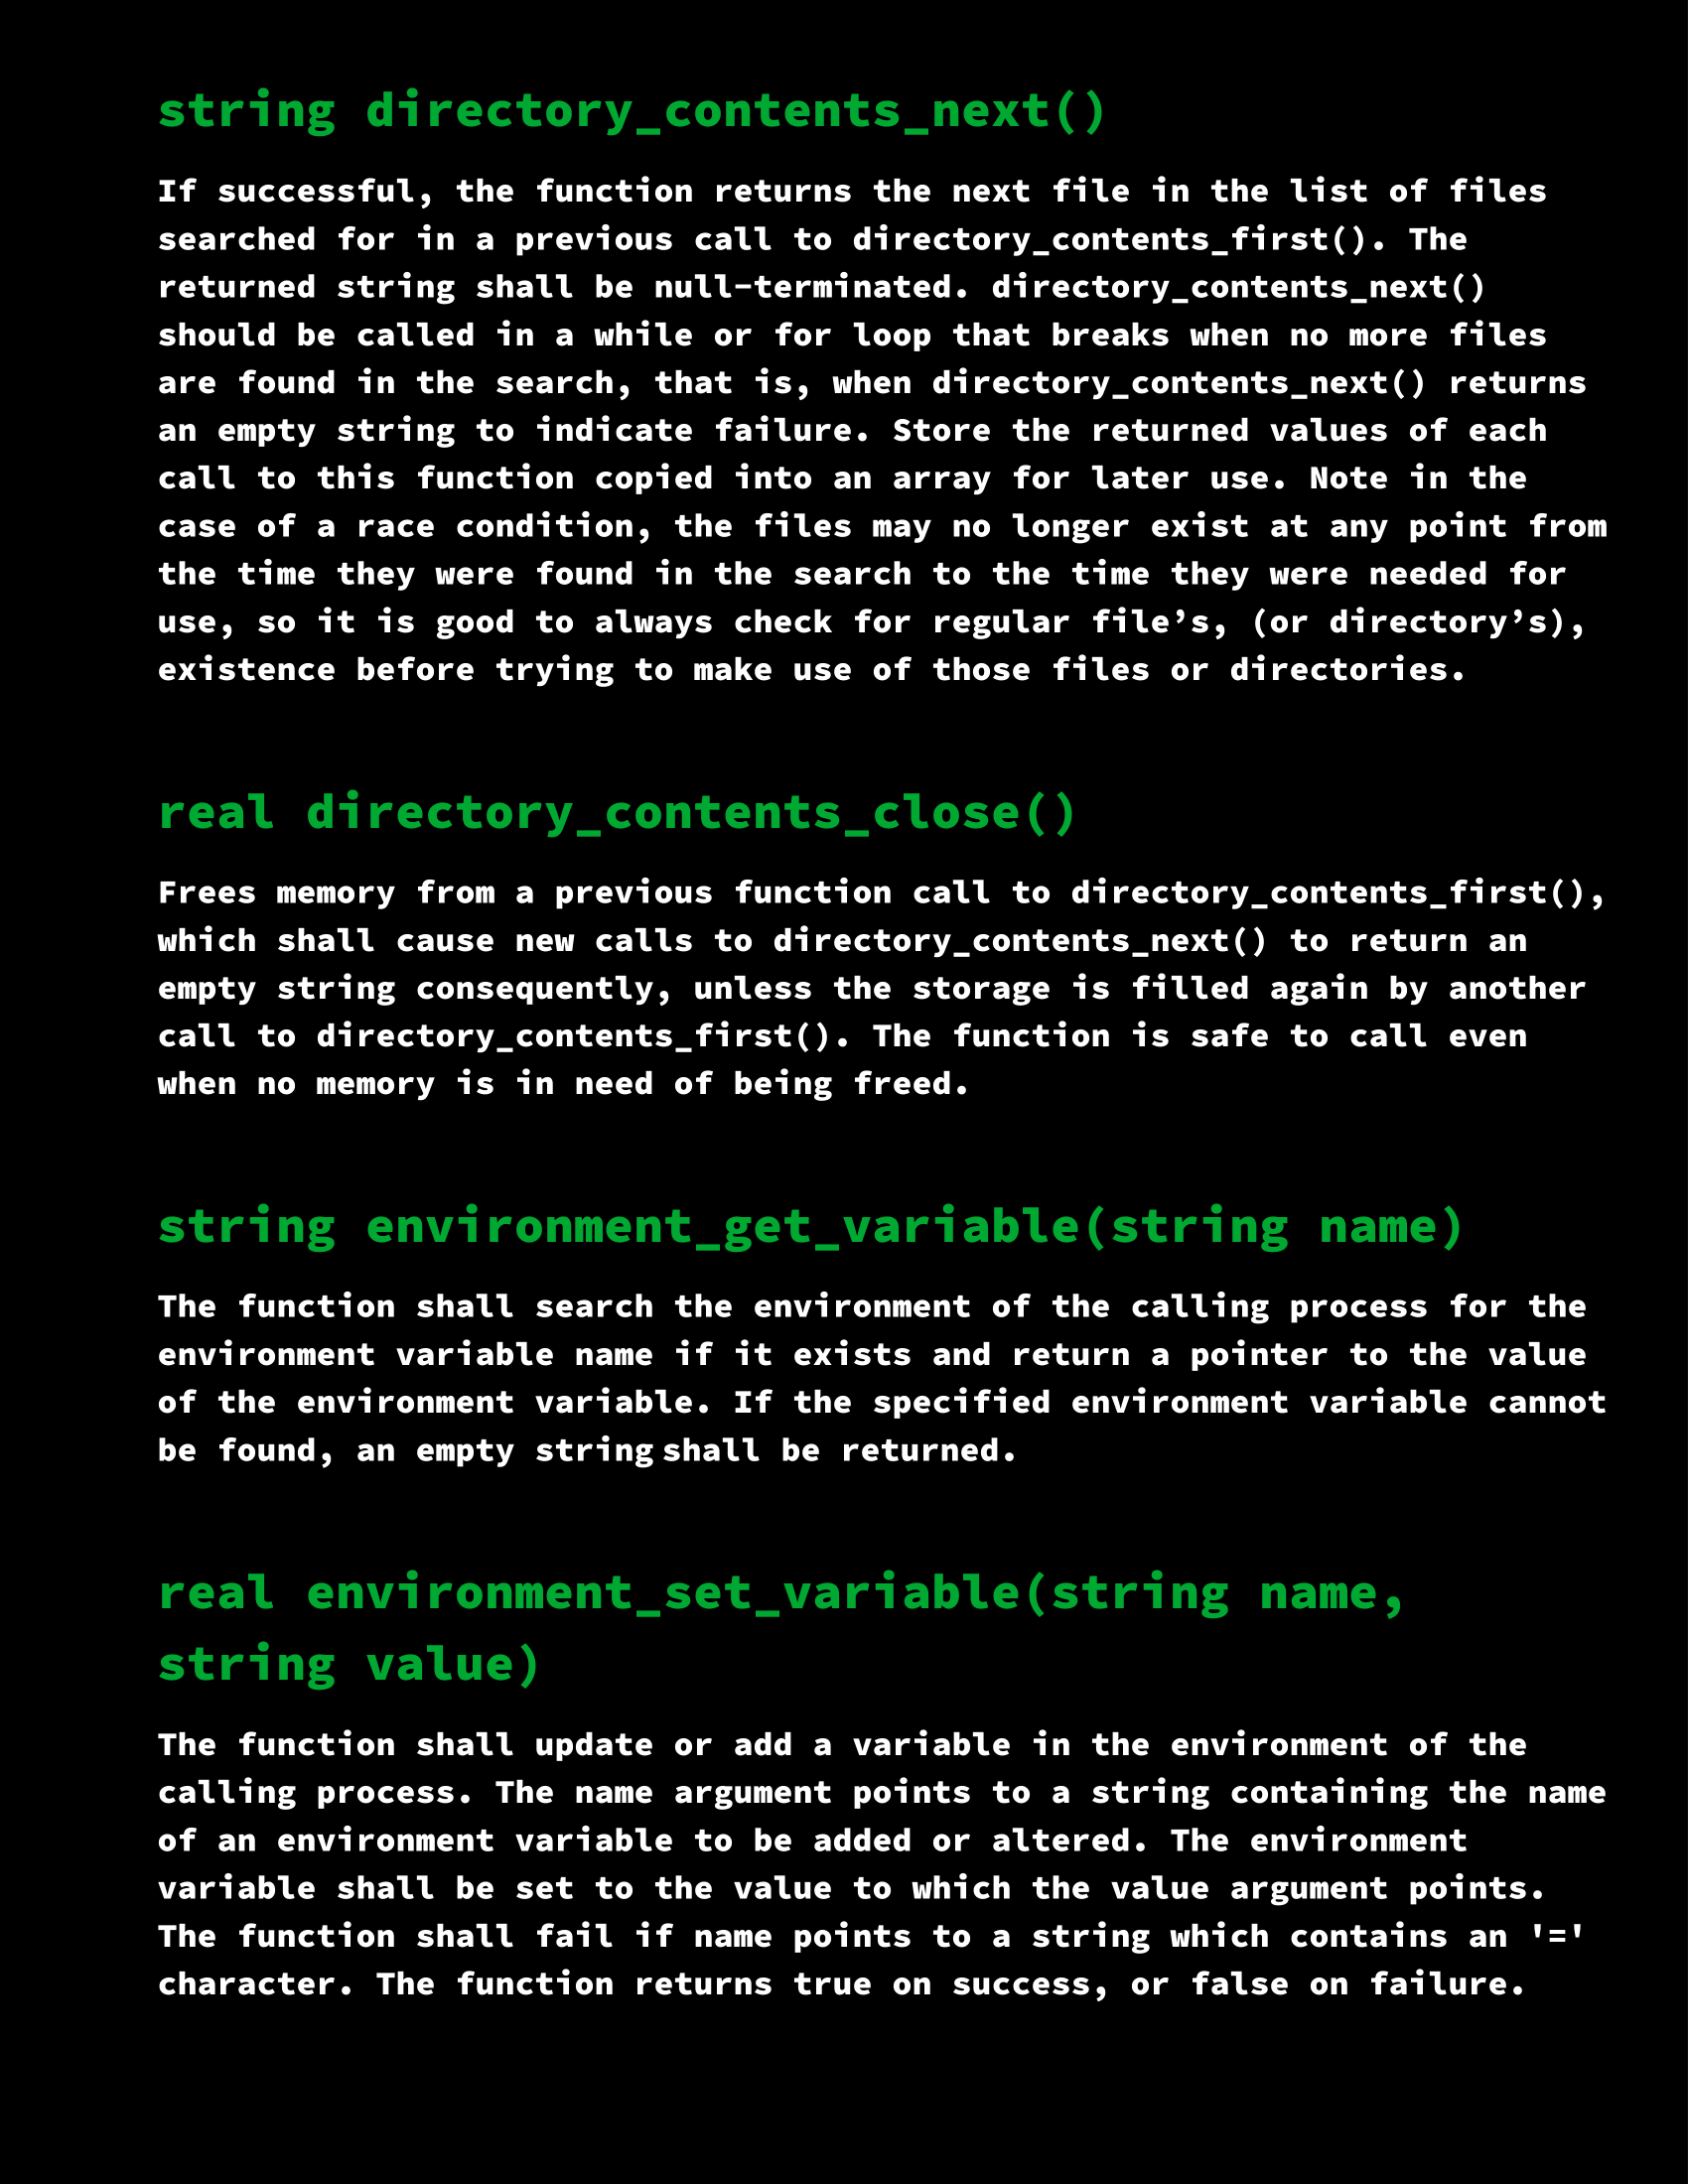 string directory_contents_next()
If successful, the function returns the next file in the list of files
searched for in a previous call to directory_contents_first(). The
returned string shall be null-terminated. directory_contents_next()
should be called in a while or for loop that breaks when no more files
are found in the search, that is, when directory_contents_next() returns
an empty string to indicate failure. Store the returned values of each
call to this function copied into an array for later use. Note in the
case of a race condition, the files may no longer exist at any point from
the time they were found in the search to the time they were needed for
use, so it is good to always check for regular file’s, (or directory’s),
existence before trying to make use of those files or directories.
real directory_contents_close()
Frees memory from a previous function call to directory_contents_first(),
which shall cause new calls to directory_contents_next() to return an
empty string consequently, unless the storage is filled again by another
call to directory_contents_first(). The function is safe to call even
when no memory is in need of being freed.
string environment_get_variable(string name)
The function shall search the environment of the calling process for the
environment variable name if it exists and return a pointer to the value
of the environment variable. If the specified environment variable cannot
be found, an empty string shall be returned.
real environment_set_variable(string name,
string value)
The function shall update or add a variable in the environment of the
calling process. The name argument points to a string containing the name
of an environment variable to be added or altered. The environment
variable shall be set to the value to which the value argument points.
The function shall fail if name points to a string which contains an '='
character. The function returns true on success, or false on failure.